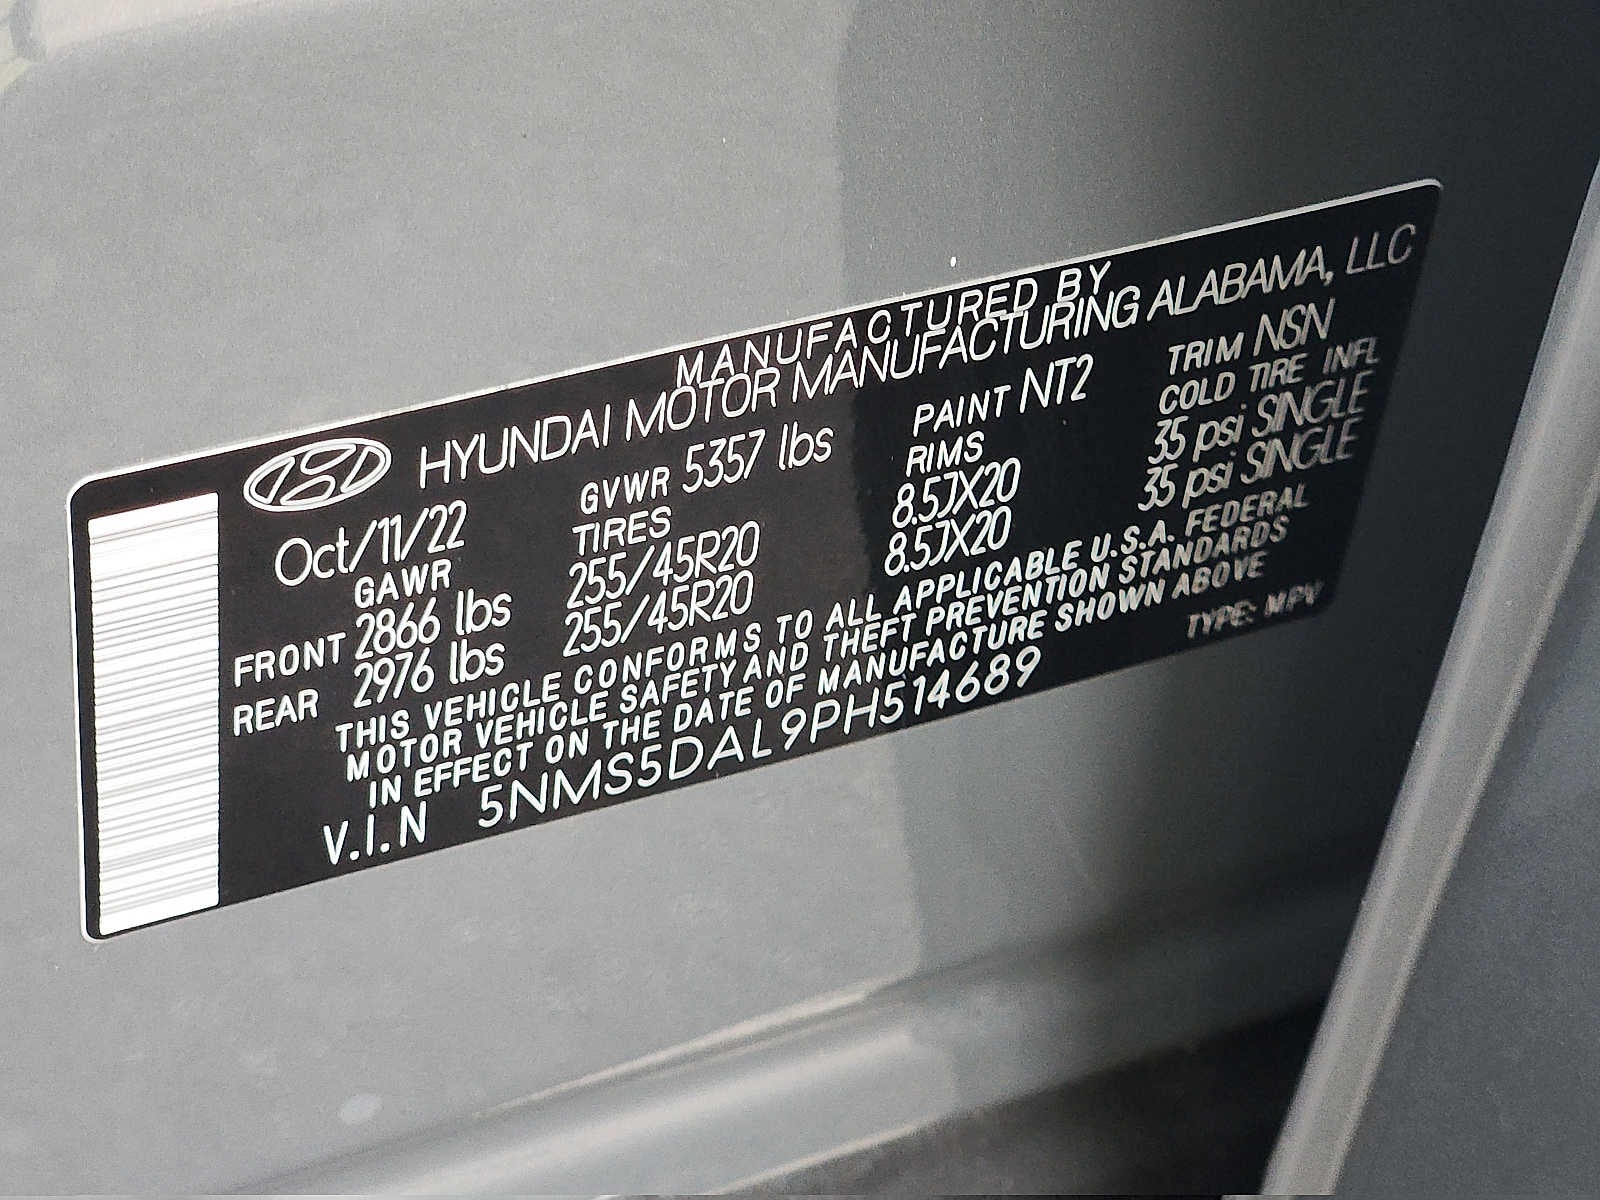 MANUFACTURED BY
HYUNDAI MOTOR MANUFACTURING ALABAMA, LLC
Oct/11/22 GVWR 5357 lbs PAINT NT2 TRIM NSN
GAWR TIRES RIMS COLD TIRE INFL
FRONT 2866 lbs 255/45R20 8.5JX20 35 psi SINGLE
REAR 2976 lbs 255/45R20 8.5JX20 35 psi SINGLE
THIS VEHICLE CONFORMS TO ALL APPLICABLE U.S.A. FEDERAL
MOTOR VEHICLE SAFETY AND THEFT PREVENTION STANDARDS
IN EFFECT ON THE DATE OF MANUFACTURE SHOWN ABOVE
V.I.N 5NMS5DAL9PH514689 TYPE: MPV